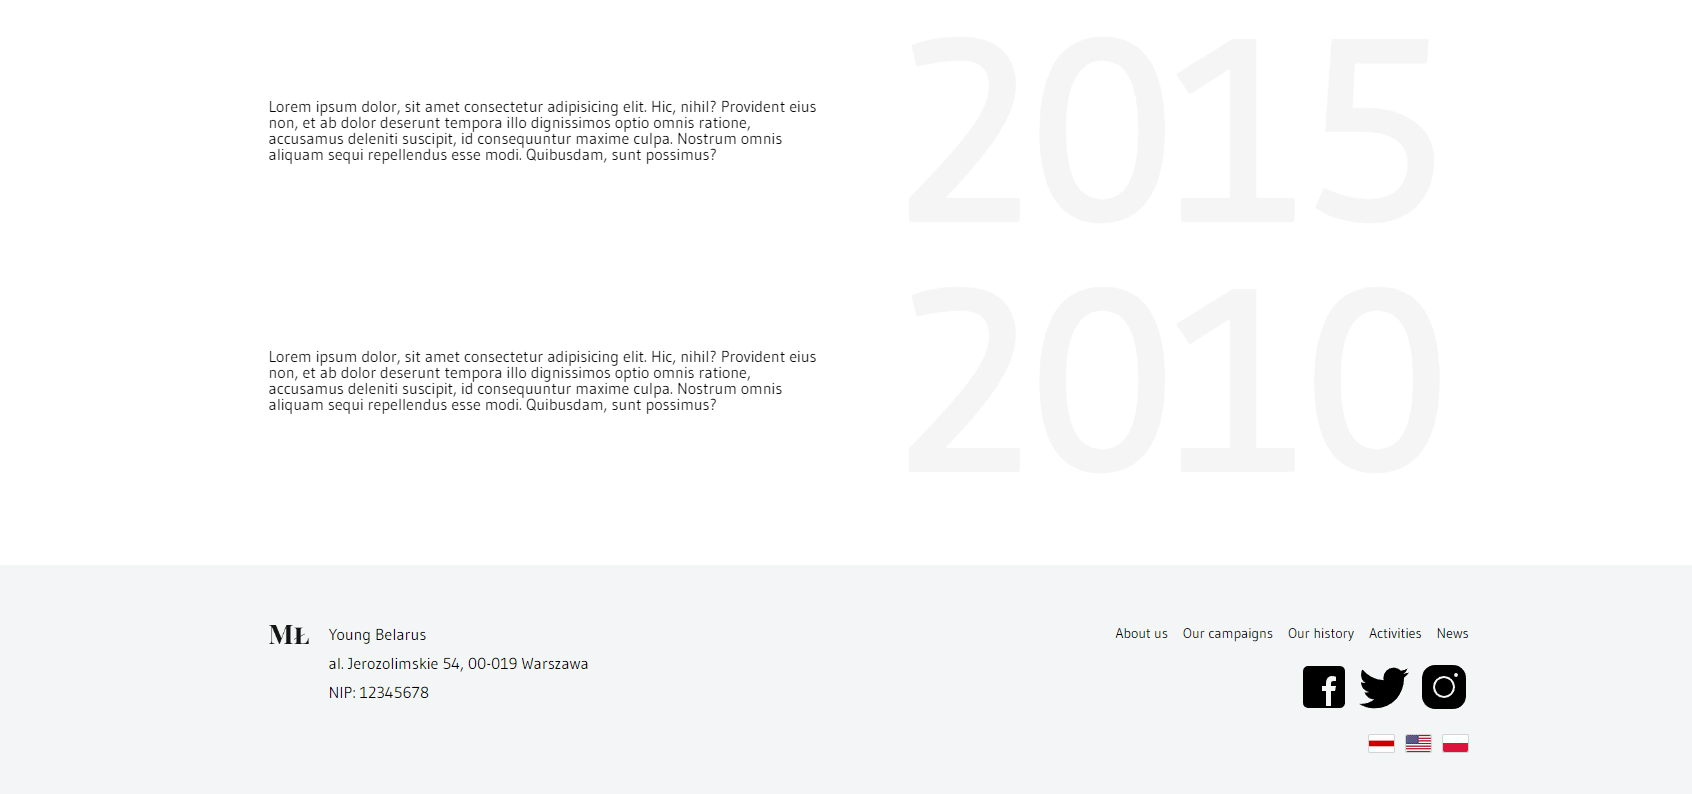 Lorem ipsum dolor, sit amet consectetur adipisicing elit. Hic, nihil? Provident eius
non, et ab dolor deserunt tempora illo dignissimos optio omnis ratione,
accusamus deleniti suscipit, id consequuntur maxime culpa. Nostrum omnis
aliquam sequi repellendus esse modi. Quibusdam, sunt possimus?
2015
Lorem ipsum dolor, sit amet consectetur adipisicing elit. Hic, nihil? Provident eius
non, et ab dolor deserunt tempora illo dignissimos optio omnis ratione,
accusamus deleniti suscipit, id consequuntur maxime culpa. Nostrum omnis
aliquam sequi repellendus esse modi. Quibusdam, sunt possimus?
2010
MŁ
Young Belarus
al. Jerozolimskie 54, 00-019 Warszawa
NIP: 12345678
About us Our campaigns Our history Activities News